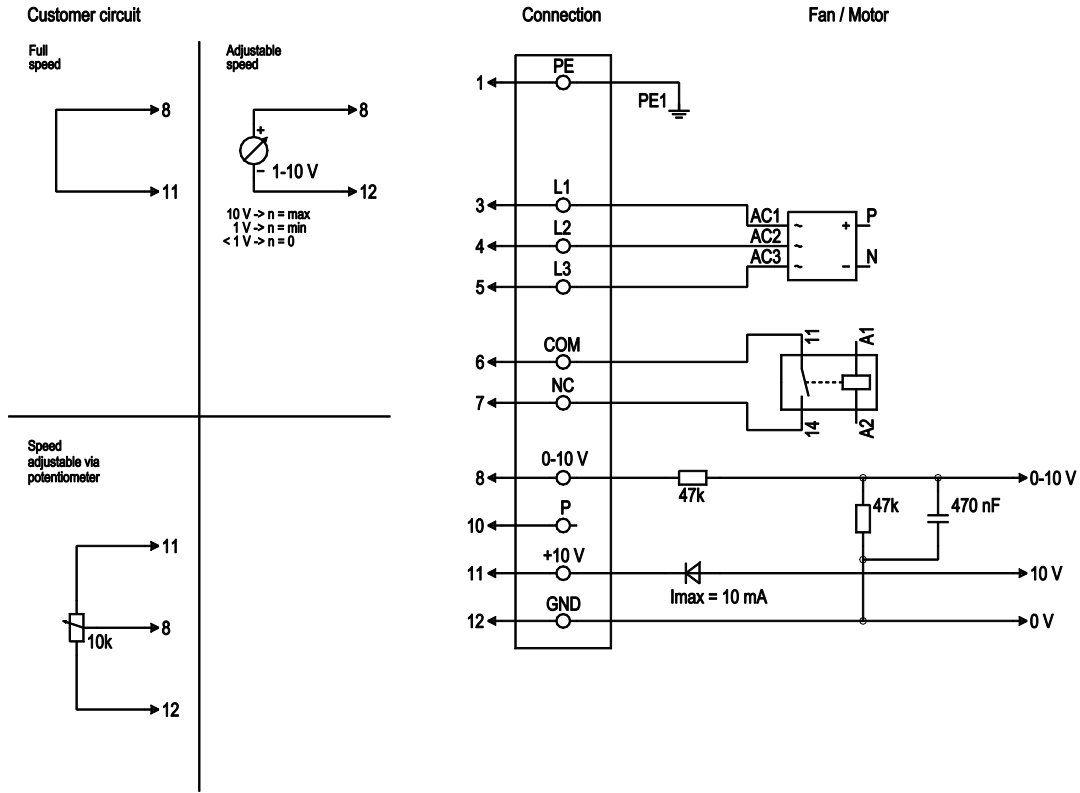 Customer circuit
Connection
Fan / Motor
Full
speed
8
11
Adjustable
speed
+
8
1-10 V
−
12
10 V -> n = max
1 V -> n = min
< 1 V -> n = 0
Speed
adjustable via
potentiometer
11
8
10k
12
1
PE
PE1
3
L1
4
L2
5
L3
AC1
AC2
AC3
~
~
~
+
−
P
N
6
COM
7
NC
11
14
A1
A2
8
0-10 V
47k
47k
470 nF
0-10 V
10
P
11
+10 V
Imax = 10 mA
10 V
12
GND
0 V